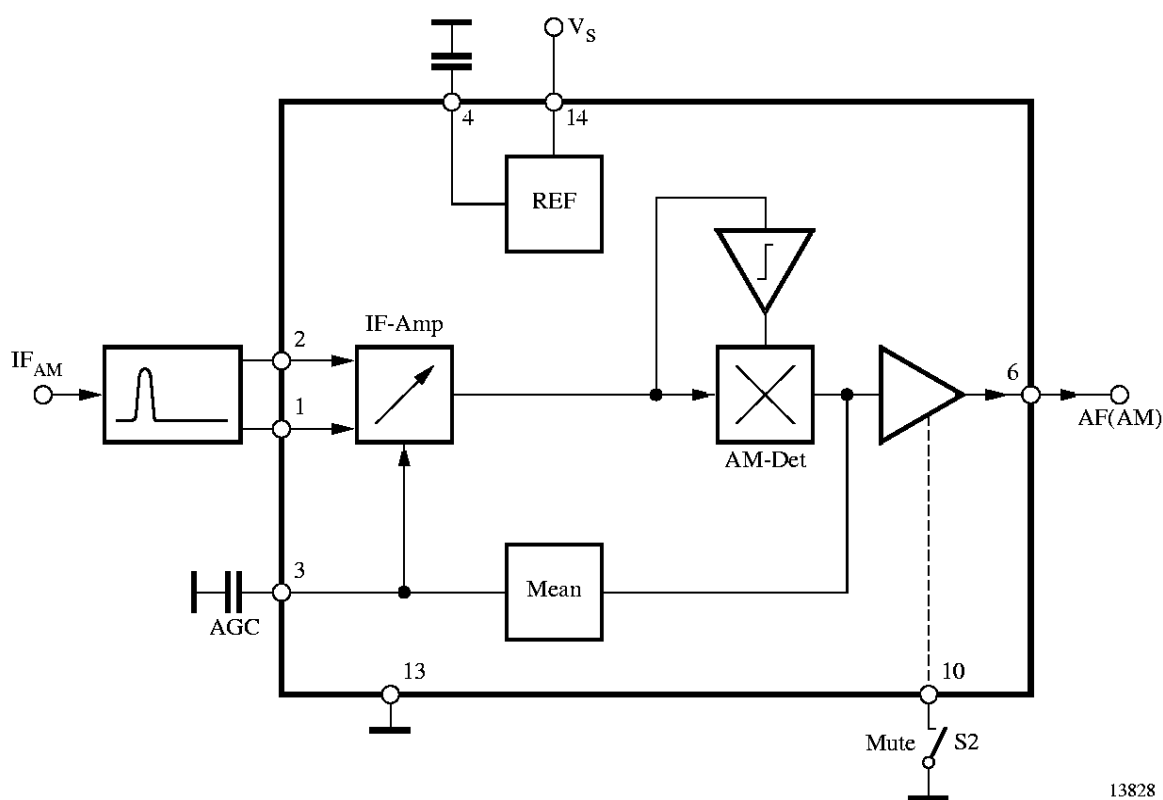 V_S
4
14
REF
IF-Amp
2
IF_AM
1
6
AF(AM)
AM-Det
3
Mean
AGC
13
10
Mute
S2
13828